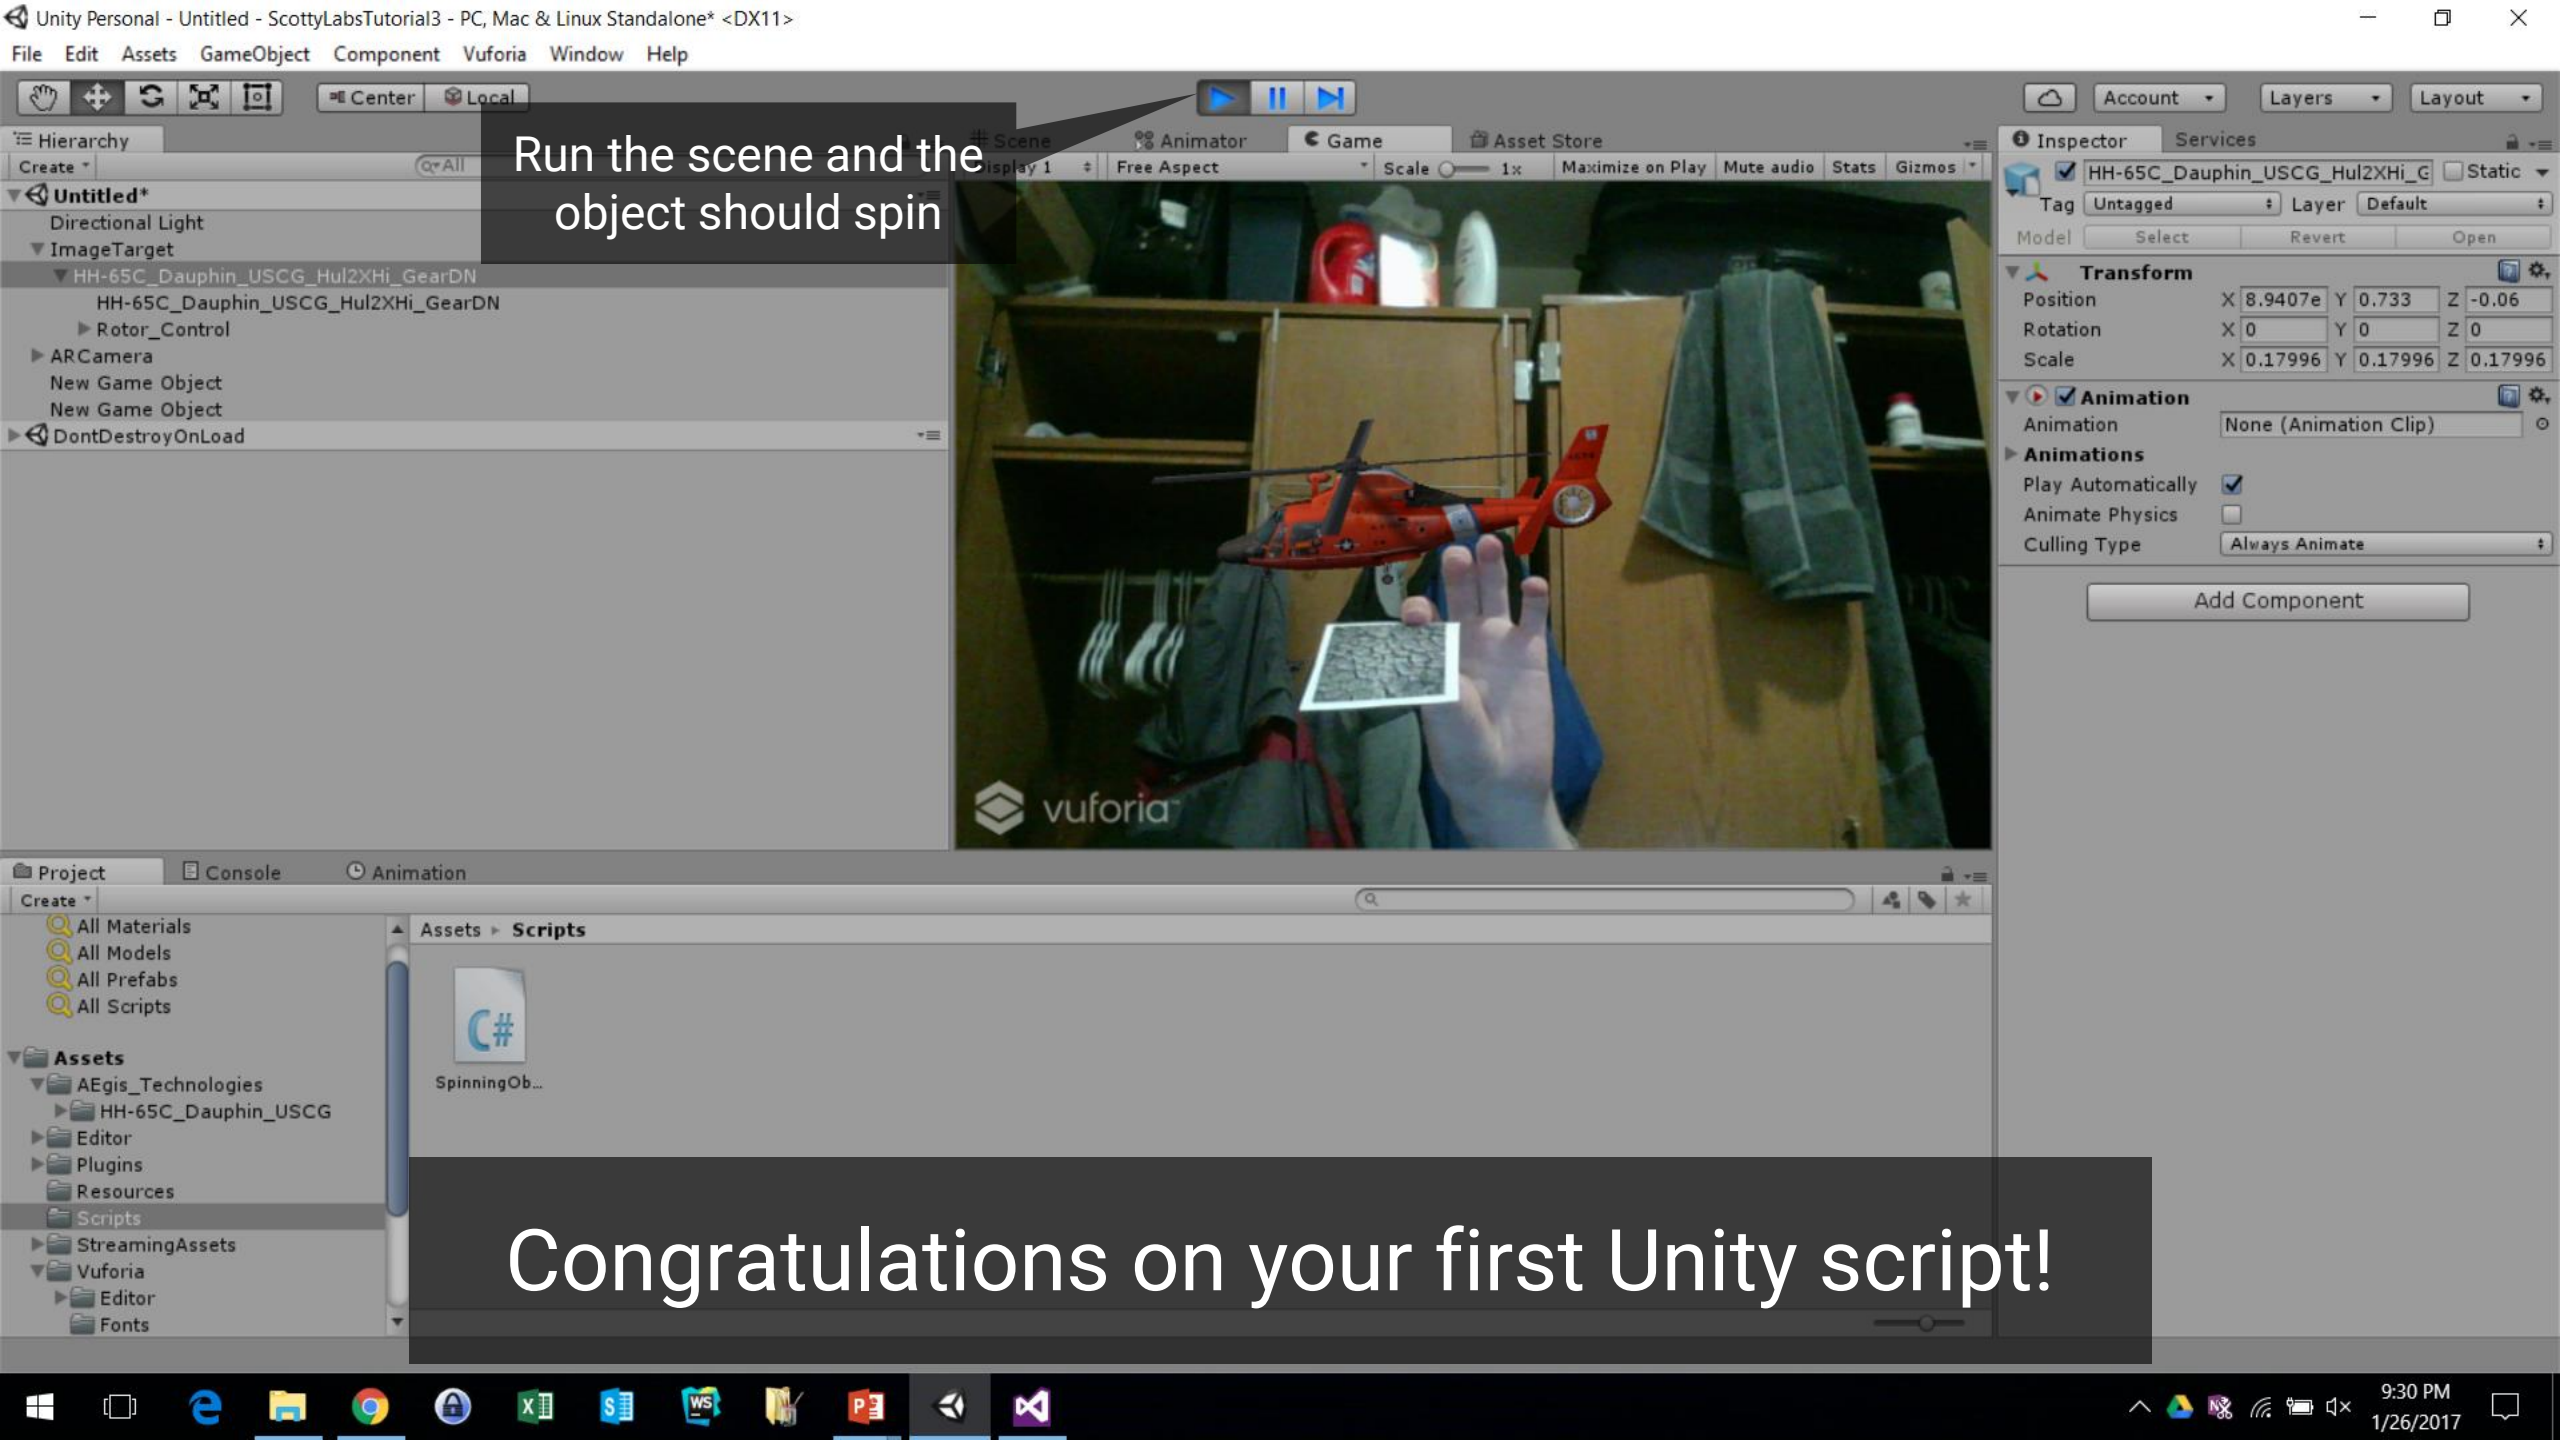 Unity Personal - Untitled - ScottyLabsTutorial3 - PC, Mac & Linux Standalone* <DX11>
File Edit Assets GameObject Component Vuforia Window Help
Center Local
Account Layers Layout
Run the scene and the
object should spin
Hierarchy
Create All
Untitled*
Directional Light
ImageTarget
HH-65C_Dauphin_USCG_Hul2XHi_GearDN
HH-65C_Dauphin_USCG_Hul2XHi_GearDN
Rotor_Control
ARCamera
New Game Object
New Game Object
DontDestroyOnLoad
Scene Animator Game Asset Store
Display 1 Free Aspect Scale 1x Maximize on Play Mute audio Stats Gizmos
vuforia
Inspector Services
HH-65C_Dauphin_USCG_Hul2XHi_G Static
Tag Untagged Layer Default
Model Select Revert Open
Transform
Position X 8.9407e Y 0.733 Z -0.06
Rotation X 0 Y 0 Z 0
Scale X 0.17996 Y 0.17996 Z 0.17996
Animation
Animation None (Animation Clip)
Animations
Play Automatically
Animate Physics
Culling Type Always Animate
Add Component
Project Console Animation
Create
All Materials
All Models
All Prefabs
All Scripts
Assets
AEgis_Technologies
HH-65C_Dauphin_USCG
Editor
Plugins
Resources
Scripts
StreamingAssets
Vuforia
Editor
Fonts
Assets Scripts
C#
SpinningOb...
Congratulations on your first Unity script!
9:30 PM
1/26/2017